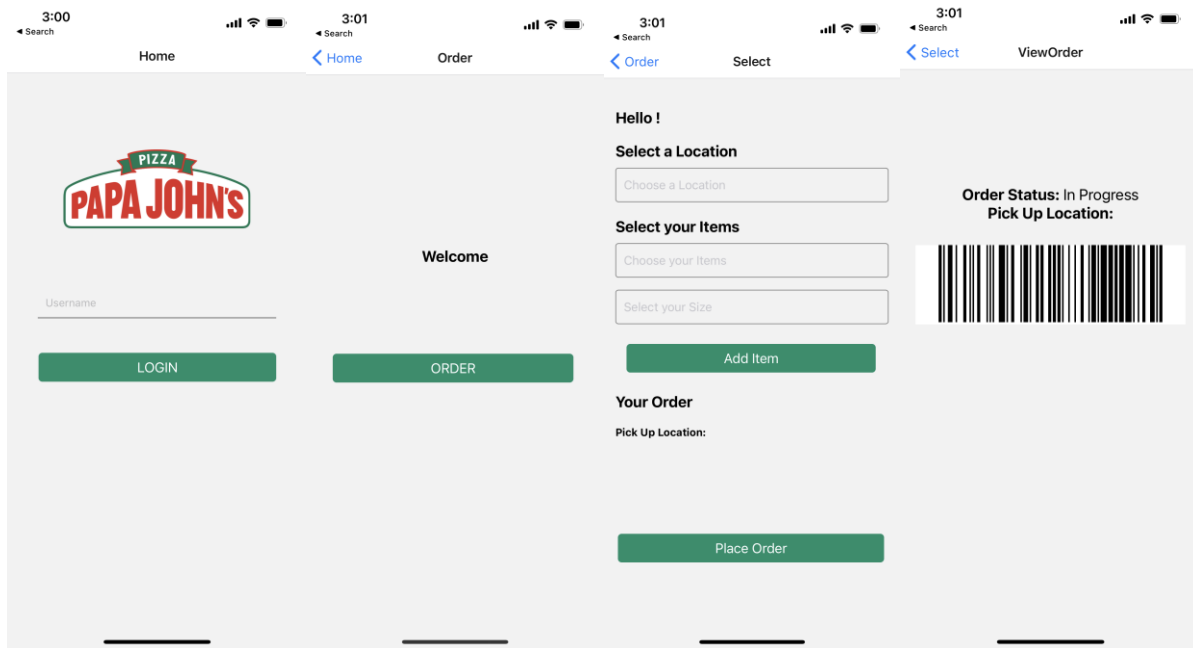 3:00
◄ Search
Home
PIZZA
PAPA JOHN'S
Username
LOGIN
3:01
◄ Search
Home
Order
Welcome
ORDER
3:01
◄ Search
Order
Select
Hello !
Select a Location
Choose a Location
Select your Items
Choose your Items
Select your Size
Add Item
Your Order
Pick Up Location:
Place Order
3:01
◄ Search
Select
ViewOrder
Order Status: In Progress
Pick Up Location: